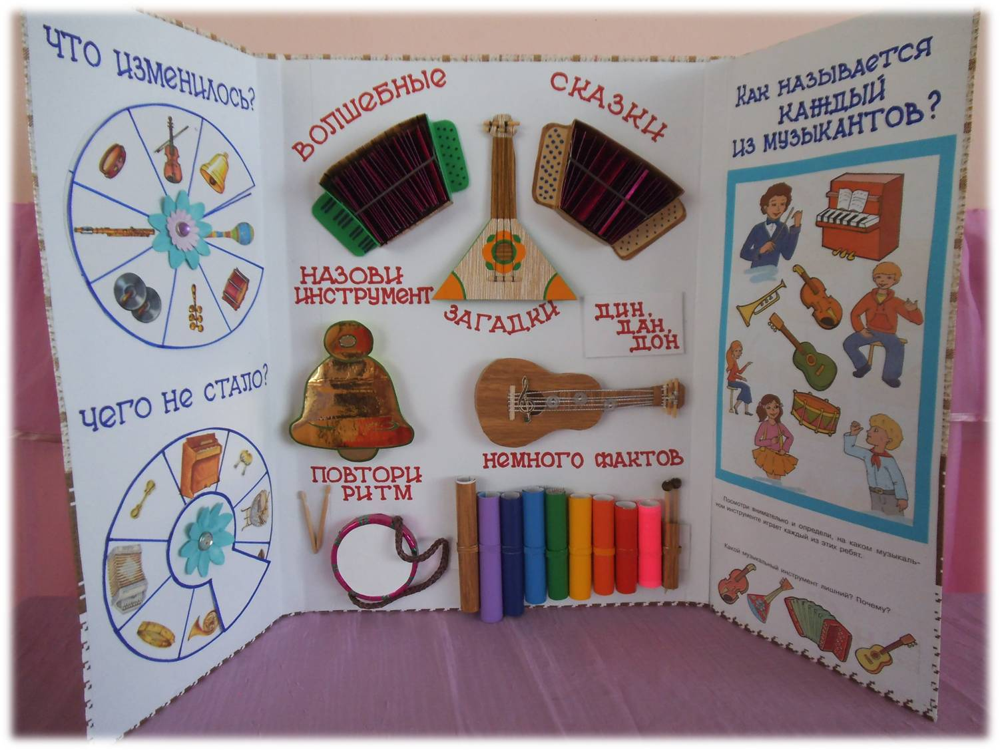 Что изменилось?
Чего не стало?
Волшебные
сказки
Назови
инструмент
Загадки
Дин,
дан,
дон
Повтори
ритм
Немного фактов
Как называется
каждый
из музыкантов?
Посмотри внимательно и определи, на каком музыкаль-
ном инструменте играет каждый из этих ребят.
Какой музыкальный инструмент лишний? Почему?